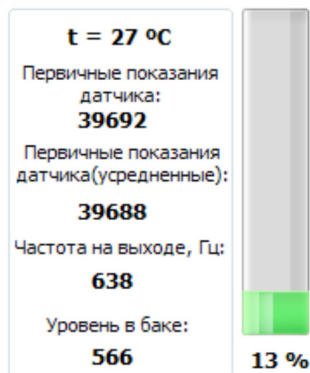 t = 27 ºC
Первичные показания
датчика:
39692
Первичные показания
датчика(усредненные):
39688
Частота на выходе, Гц:
638
Уровень в баке:
566
13 %